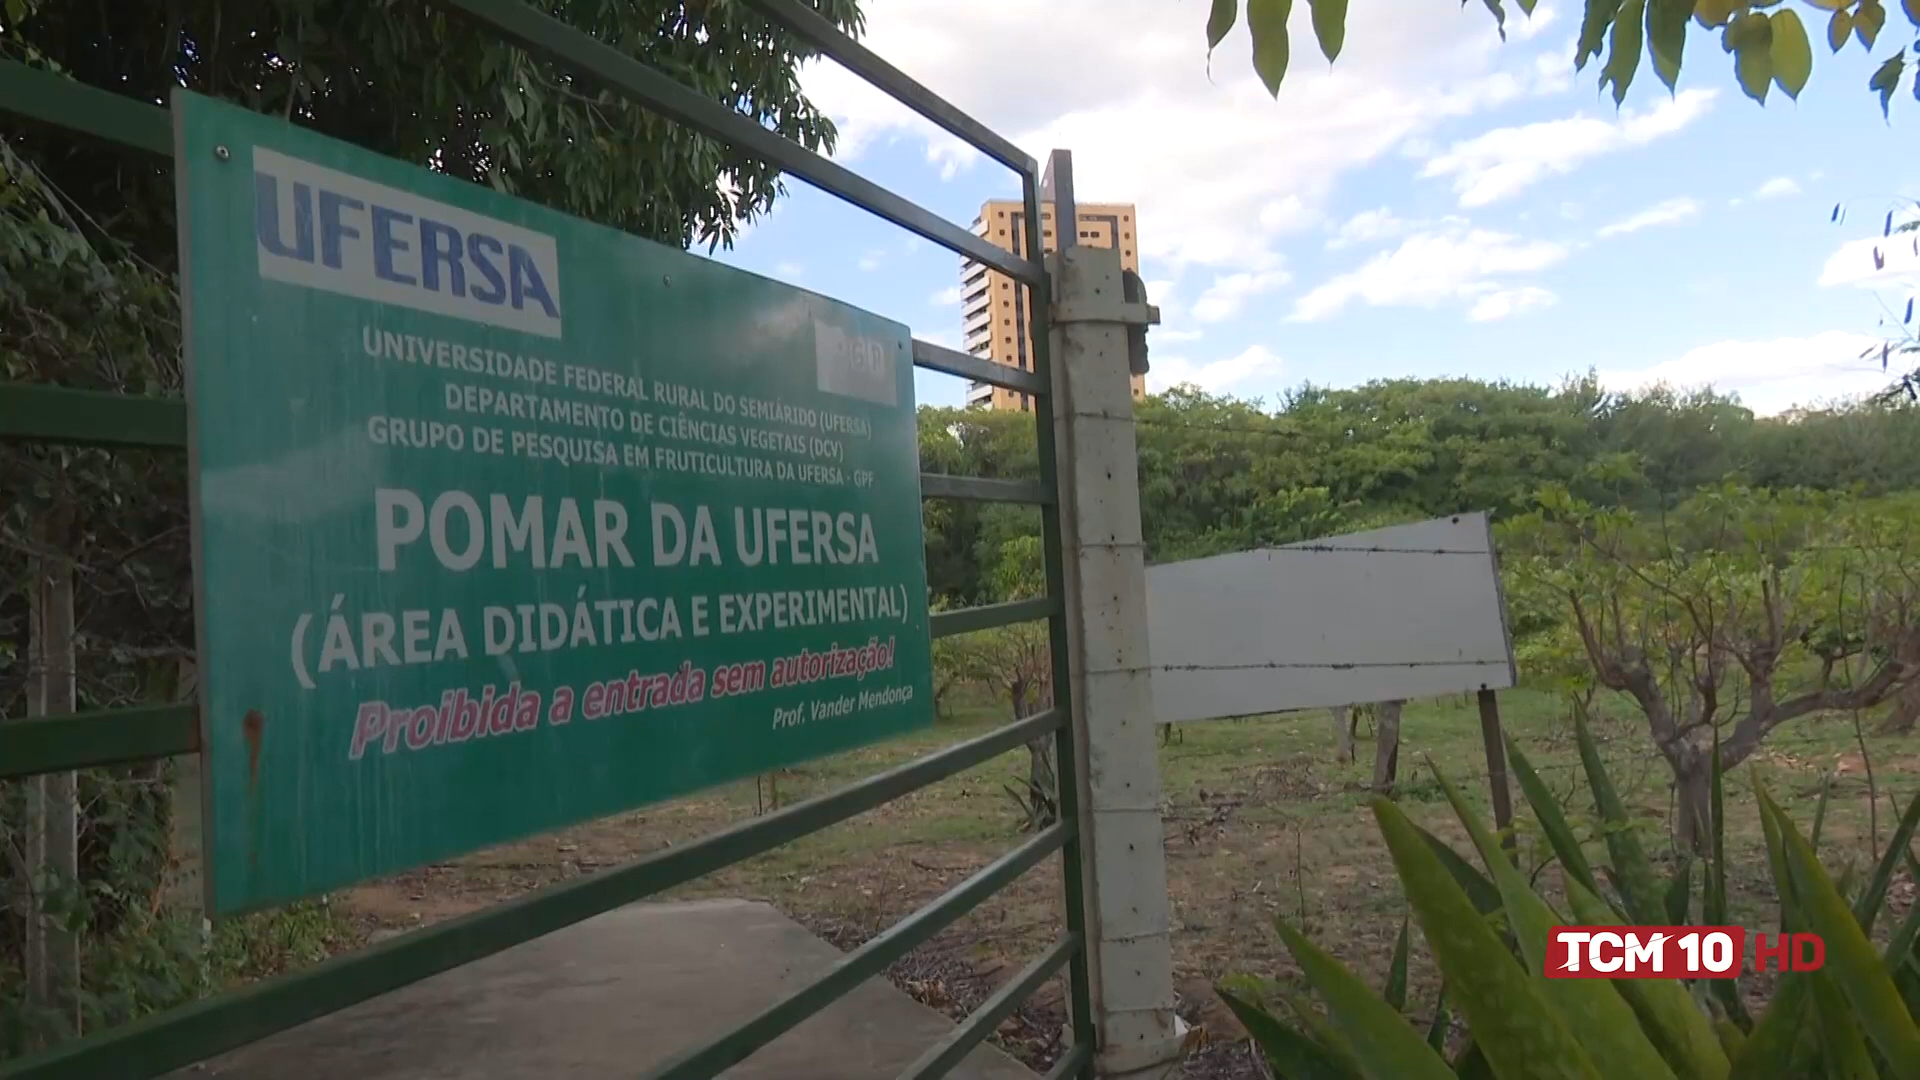 UFERSA
UNIVERSIDADE FEDERAL RURAL DO SEMIÁRIDO (UFERSA)
DEPARTAMENTO DE CIÊNCIAS VEGETAIS (DCV)
GRUPO DE PESQUISA EM FRUTICULTURA DA UFERSA - GPF
POMAR DA UFERSA
(ÁREA DIDÁTICA E EXPERIMENTAL)
Proibida a entrada sem autorização!
Prof. Vander Mendonça
TCM 10 HD